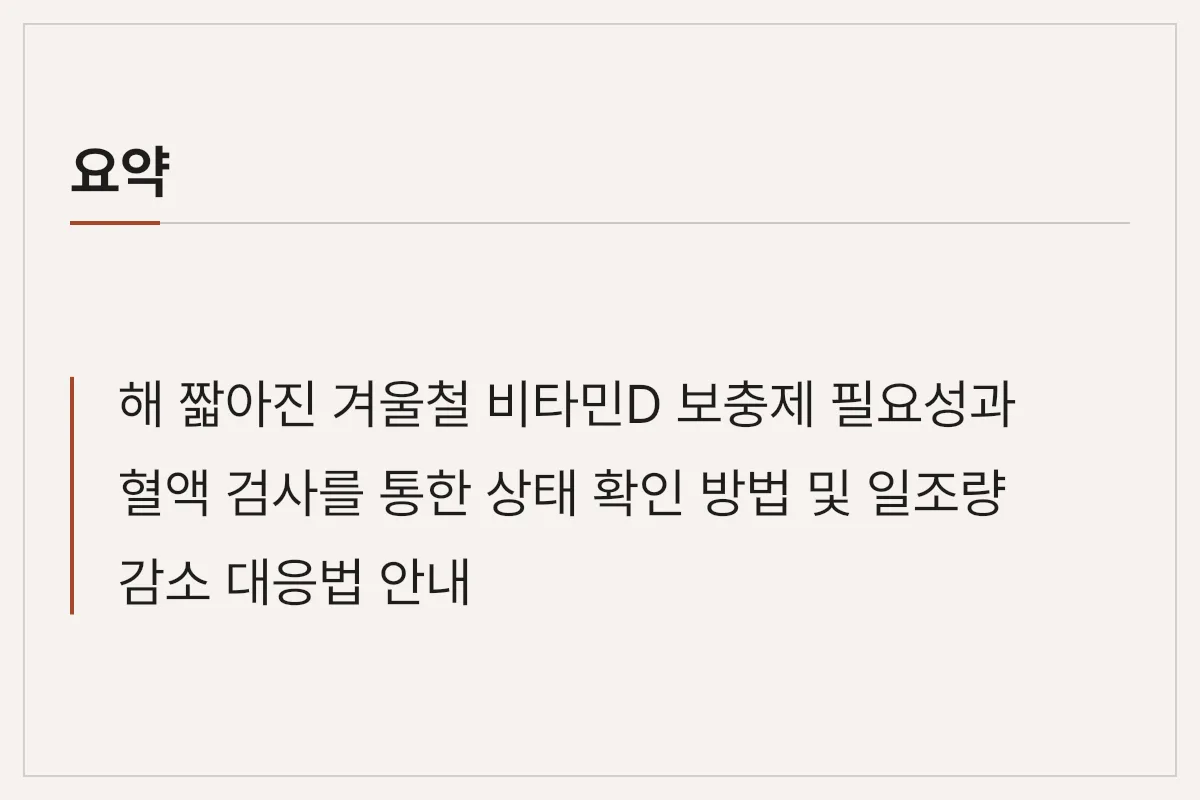 요약
해 짧아진 겨울철 비타민D 보충제 필요성과
혈액 검사를 통한 상태 확인 방법 및 일조량
감소 대응법 안내